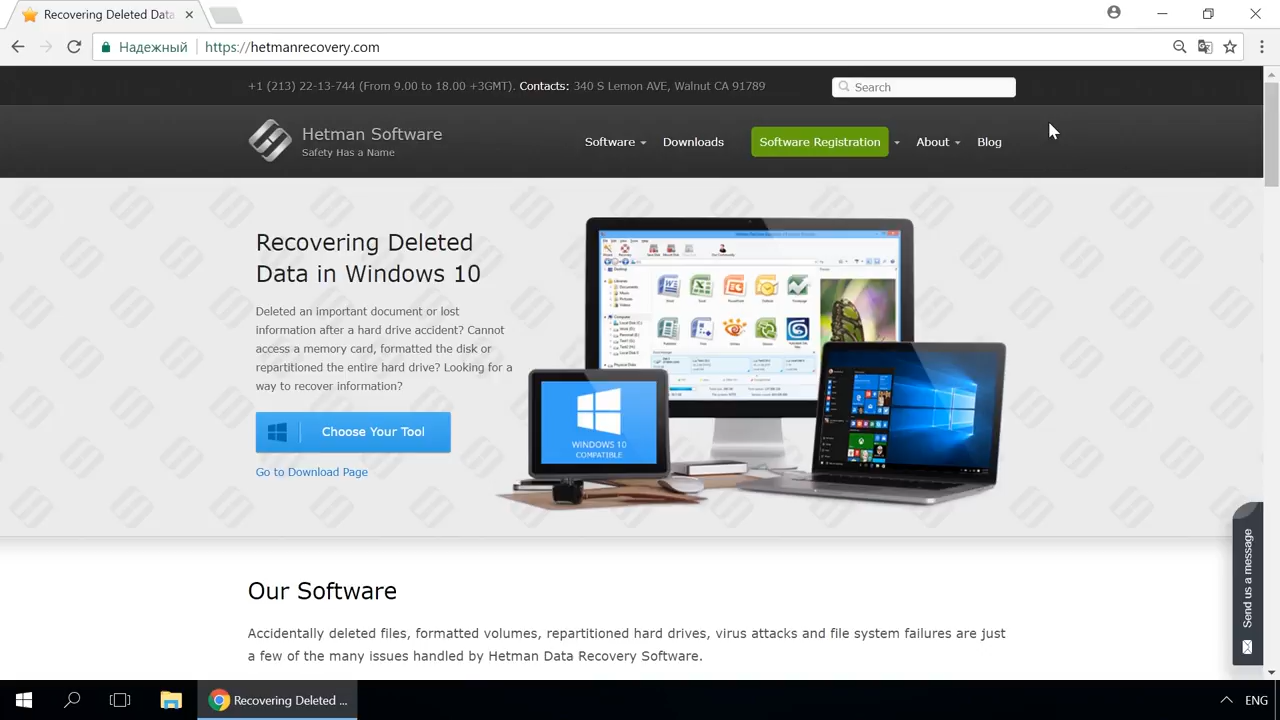 Recovering Deleted Data
Надежный
https://hetmanrecovery.com
+1 (213) 22-13-744 (From 9.00 to 18.00 +3GMT). Contacts: 340 S Lemon AVE, Walnut CA 91789
Search
Hetman Software
Safety Has a Name
Software
Downloads
Software Registration
About
Blog
Recovering Deleted
Data in Windows 10
Deleted an important document or lost
information after a hard drive accident? Cannot
access a memory card, formatted the disk or
repartitioned the entire hard drive? Looking for a
way to recover information?
Choose Your Tool
Go to Download Page
WINDOWS 10
COMPATIBLE
Send us a message
Our Software
Accidentally deleted files, formatted volumes, repartitioned hard drives, virus attacks and file system failures are just
a few of the many issues handled by Hetman Data Recovery Software.
Recovering Deleted ...
ENG